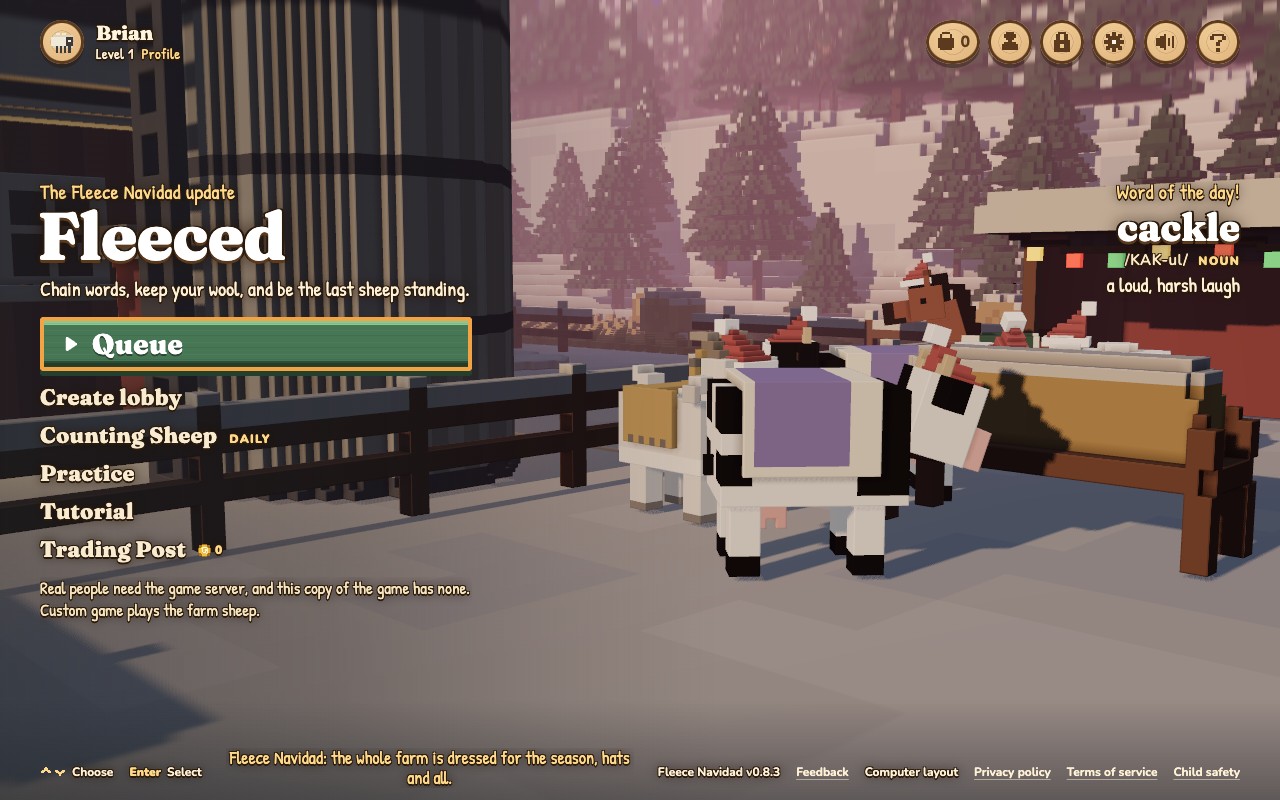 Brian
Level 1 Profile
0
The Fleece Navidad update
Fleeced
Chain words, keep your wool, and be the last sheep standing.
Queue
Create lobby
Counting Sheep DAILY
Practice
Tutorial
Trading Post 0
Real people need the game server, and this copy of the game has none.
Custom game plays the farm sheep.
Word of the day!
cackle
/KAK-ul/ NOUN
a loud, harsh laugh
Choose Enter Select
Fleece Navidad: the whole farm is dressed for the season, hats
and all.
Fleece Navidad v0.8.3 Feedback Computer layout Privacy policy Terms of service Child safety